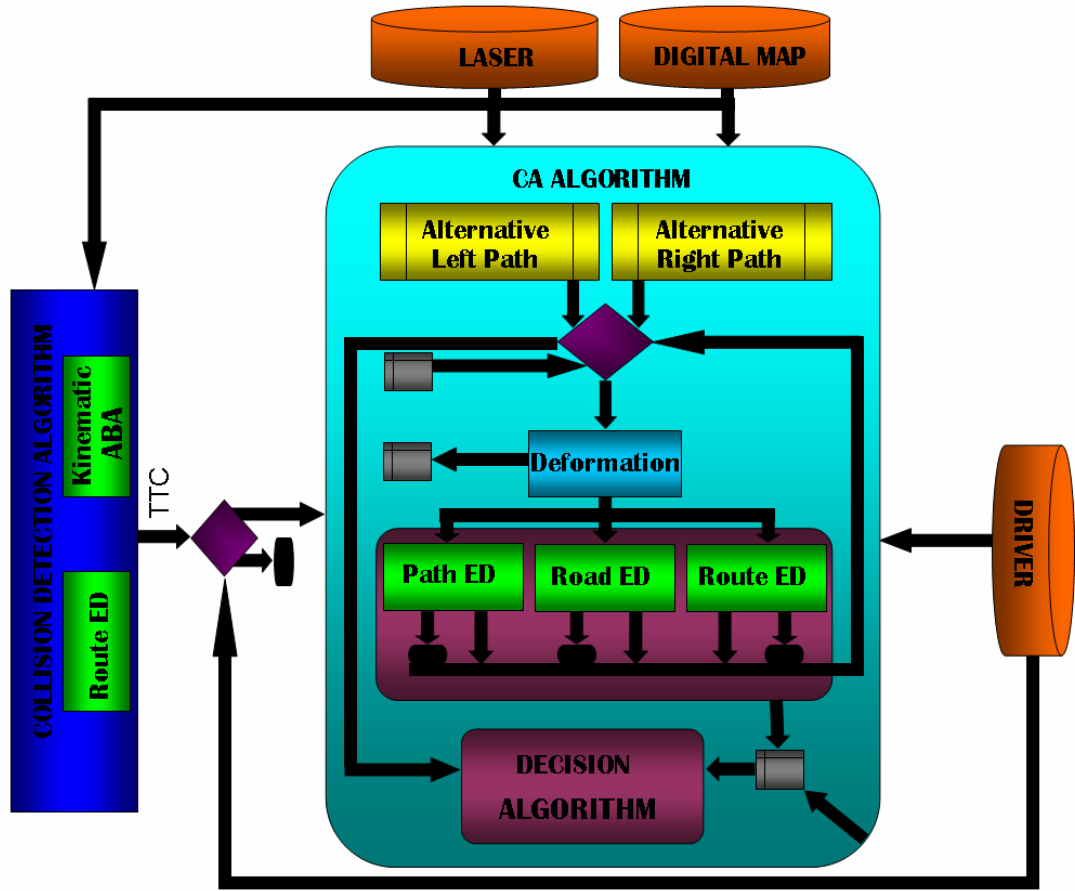 LASER
DIGITAL MAP
CA ALGORITHM
Alternative
Left Path
Alternative
Right Path
COLLISION DETECTION ALGORITHM
Kinematic
ABA
Route ED
TTC
Deformation
Path ED
Road ED
Route ED
DRIVER
DECISION
ALGORITHM